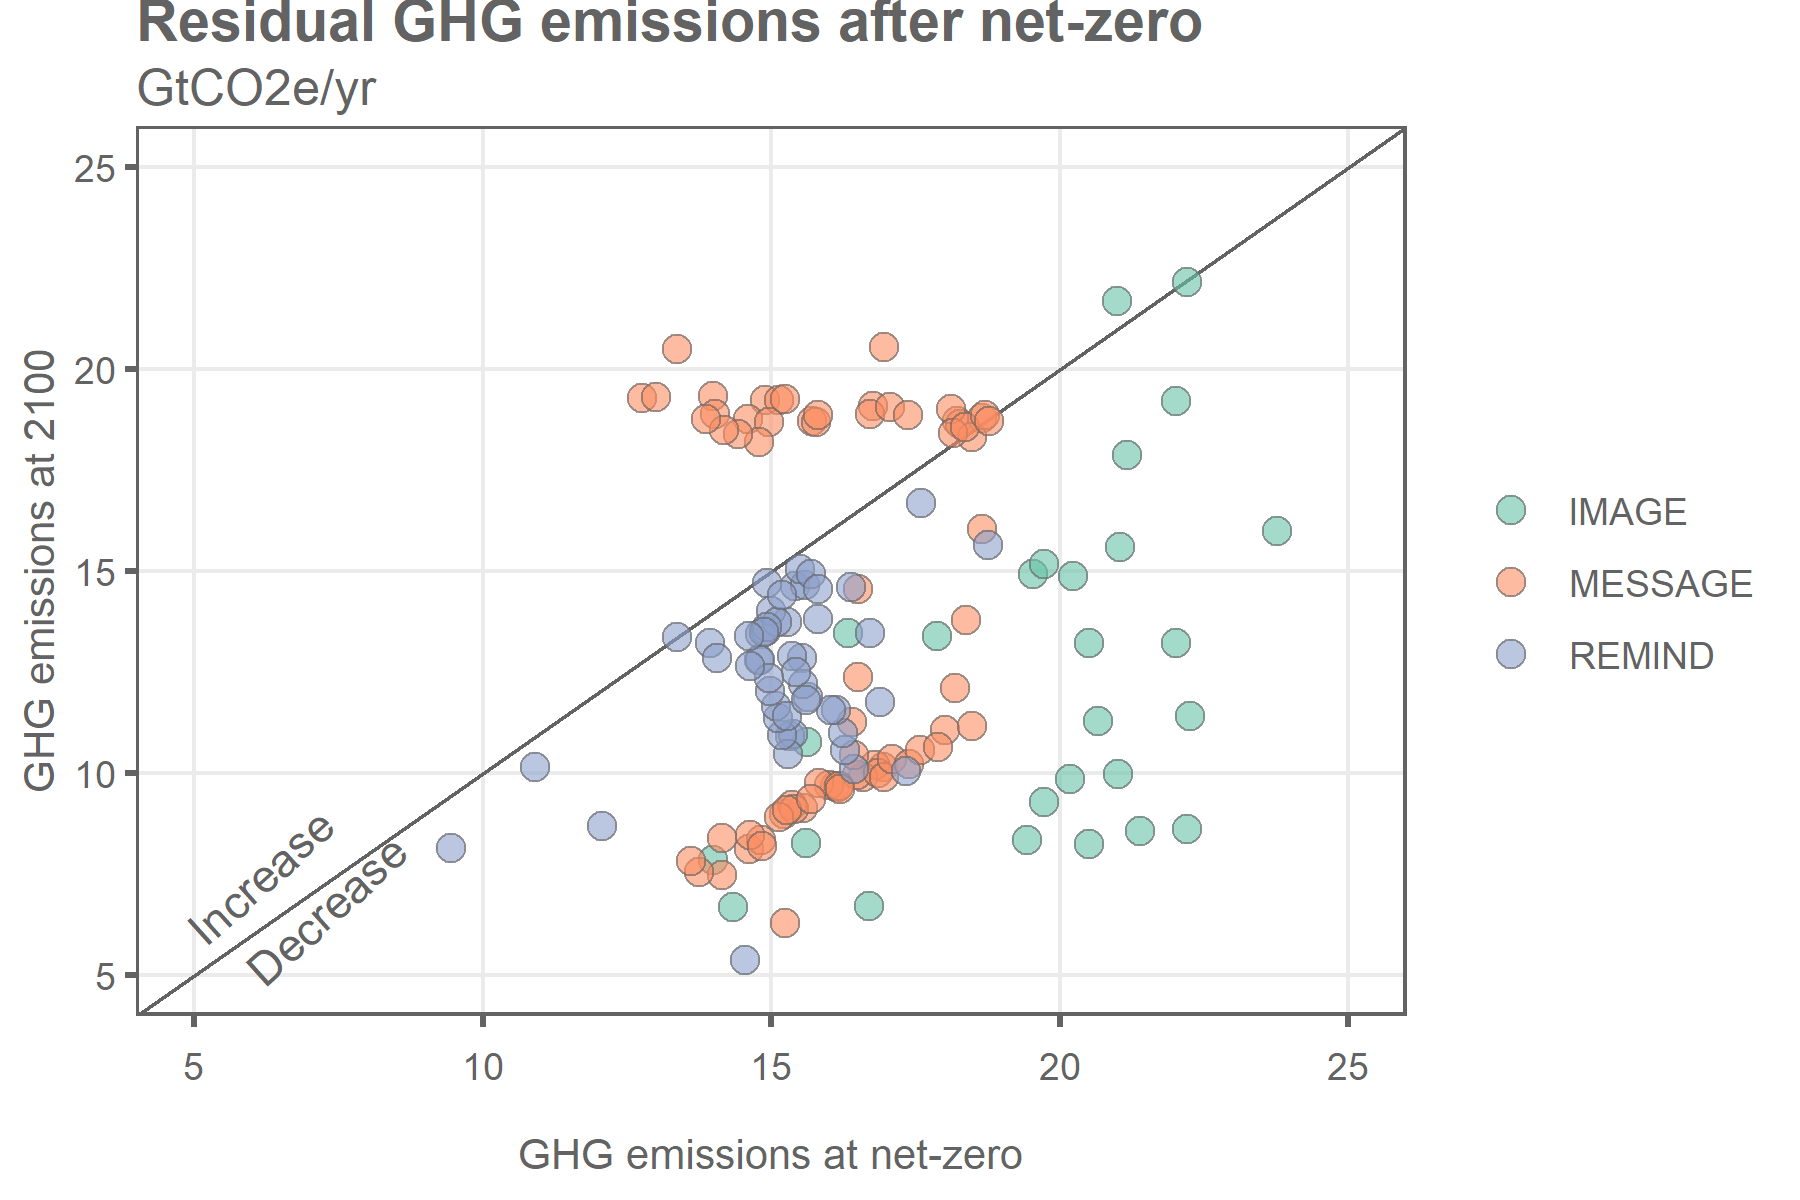 Residual GHG emissions after net-zero
GtCO2e/yr
GHG emissions at 2100
25
20
15
10
5
Increase
Decrease
5
10
15
20
25
GHG emissions at net-zero
IMAGE
MESSAGE
REMIND